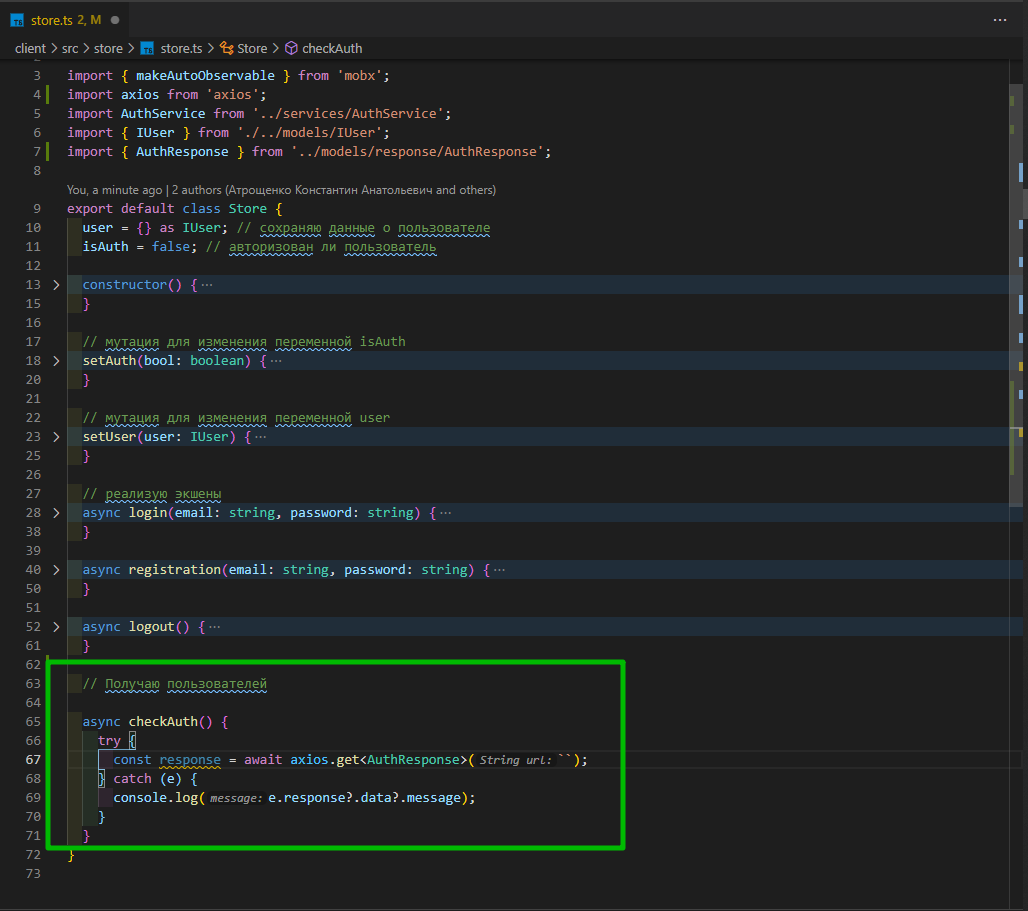 store.ts 2, M
client > src > store > store.ts > Store > checkAuth
3 import { makeAutoObservable } from 'mobx';
4 import axios from 'axios';
5 import AuthService from '../services/AuthService';
6 import { IUser } from './../models/IUser';
7 import { AuthResponse } from '../models/response/AuthResponse';
8
You, a minute ago | 2 authors (Атрощенко Константин Анатольевич and others)
9 export default class Store {
10 user = {} as IUser; // сохраняю данные о пользователе
11 isAuth = false; // авторизован ли пользователь
12
13 constructor() { ···
15 }
16
17 // мутация для изменения переменной isAuth
18 setAuth(bool: boolean) { ···
20 }
21
22 // мутация для изменения переменной user
23 setUser(user: IUser) { ···
25 }
26
27 // реализую экшены
28 async login(email: string, password: string) { ···
38 }
39
40 async registration(email: string, password: string) { ···
50 }
51
52 async logout() { ···
61 }
62
63 // Получаю пользователей
64
65 async checkAuth() {
66 try {
67 const response = await axios.get<AuthResponse>( String url: ``);
68 } catch (e) {
69 console.log( message: e.response?.data?.message);
70 }
71 }
72 }
73